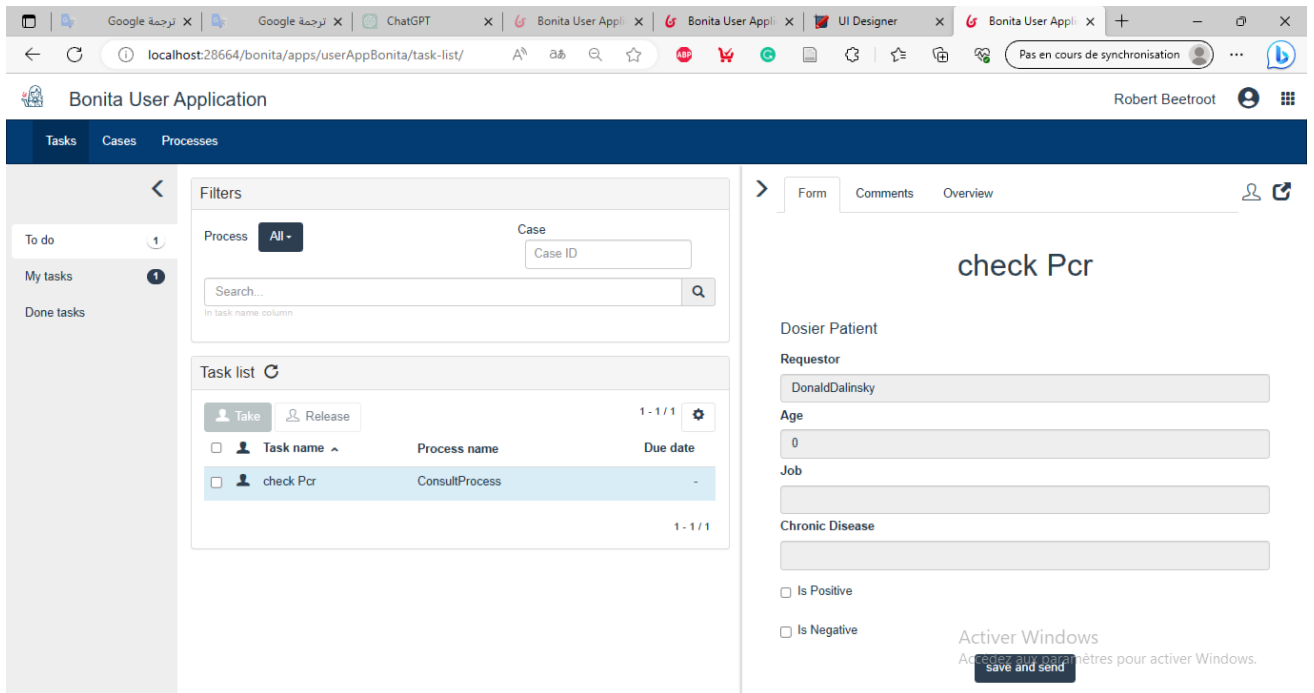 ترجمة Google
ترجمة Google
ChatGPT
Bonita User Appli
Bonita User Appli
UI Designer
Bonita User Appli
localhost:28664/bonita/apps/userAppBonita/task-list/
Pas en cours de synchronisation
Bonita User Application
Robert Beetroot
Tasks Cases Processes
To do 1
My tasks 1
Done tasks
Filters
Process All
Case
Case ID
Search...
In task name column
Task list
Take Release 1 - 1 / 1
Task name Process name Due date
check Pcr ConsultProcess -
1 - 1 / 1
Form Comments Overview
check Pcr
Dosier Patient
Requestor
DonaldDalinsky
Age
0
Job
Chronic Disease
Is Positive
Is Negative
save and send
Activer Windows
Accédez aux paramètres pour activer Windows.